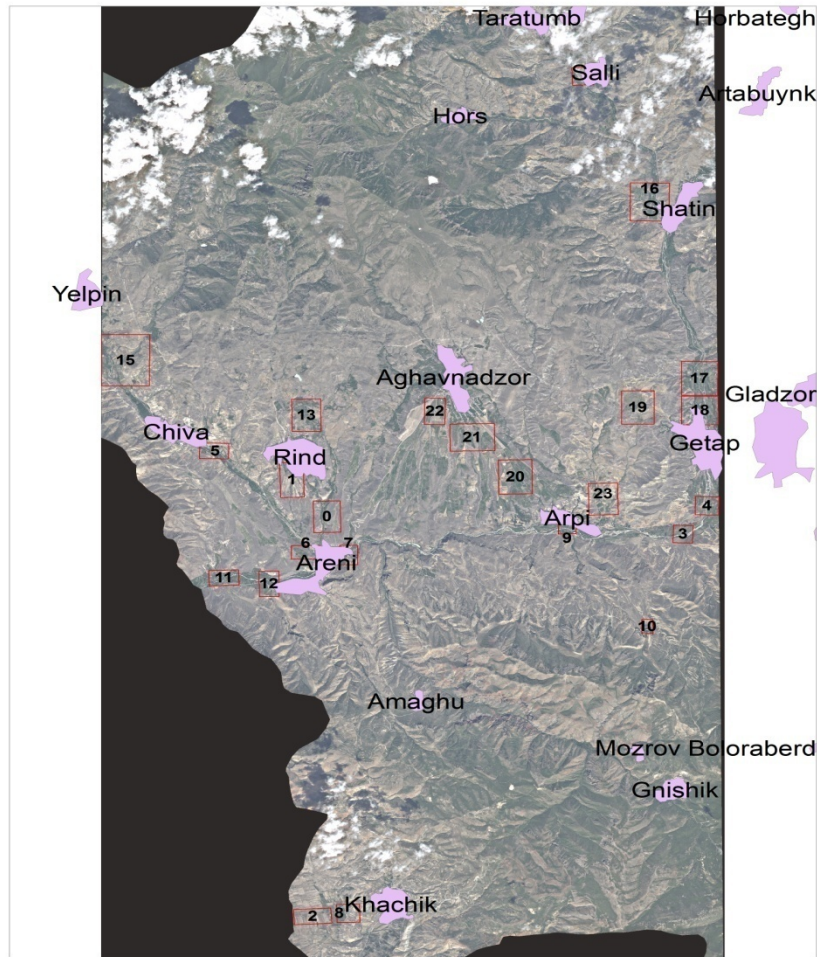 Taratumb
Horbategh
Salli
Artabuynk
Hors
16
Shatin
Yelpin
15
17
Aghavnadzor
Gladzor
13
22
19
18
Chiva
21
Getap
5
Rind
1
20
23
4
0
Arpi
3
9
6
7
Areni
11
12
10
Amaghu
Mozrov Boloraberd
Gnishik
Khachik
2
8